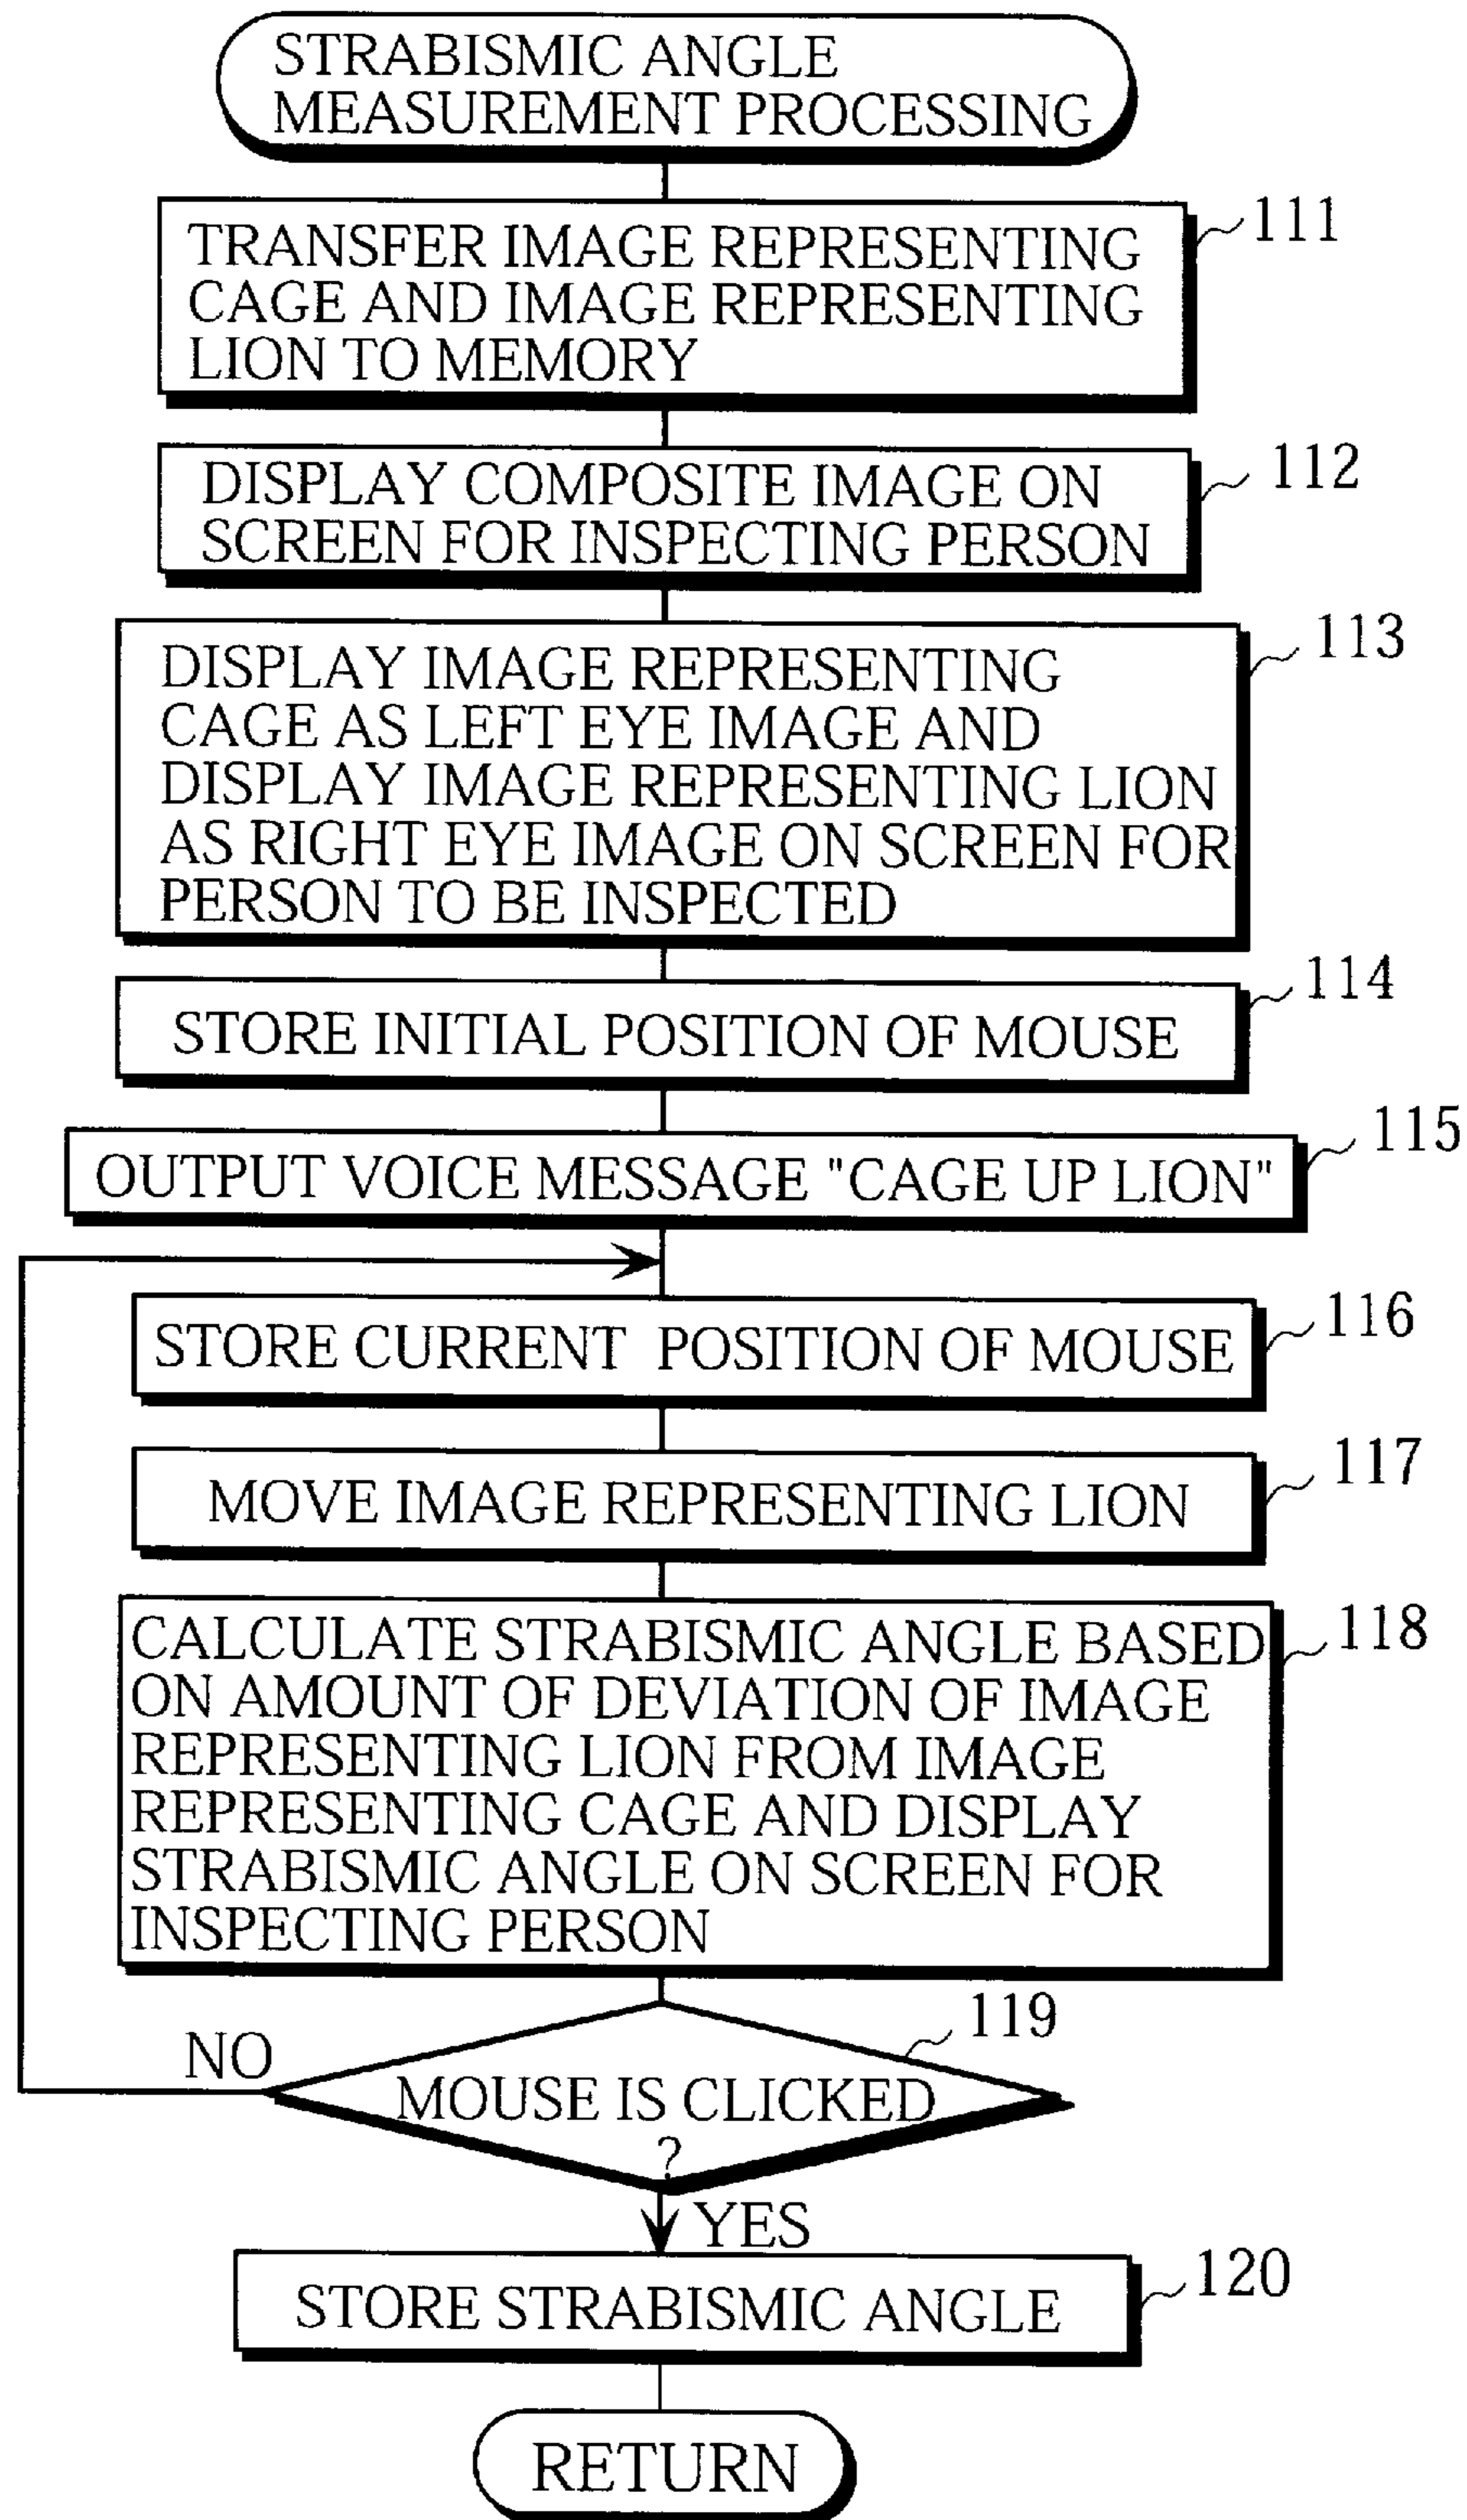 STRABISMIC ANGLE
MEASUREMENT PROCESSING
111
TRANSFER IMAGE REPRESENTING
CAGE AND IMAGE REPRESENTING
LION TO MEMORY
112
DISPLAY COMPOSITE IMAGE ON
SCREEN FOR INSPECTING PERSON
113
DISPLAY IMAGE REPRESENTING
CAGE AS LEFT EYE IMAGE AND
DISPLAY IMAGE REPRESENTING LION
AS RIGHT EYE IMAGE ON SCREEN FOR
PERSON TO BE INSPECTED
114
STORE INITIAL POSITION OF MOUSE
115
OUTPUT VOICE MESSAGE "CAGE UP LION"
116
STORE CURRENT POSITION OF MOUSE
117
MOVE IMAGE REPRESENTING LION
118
CALCULATE STRABISMIC ANGLE BASED
ON AMOUNT OF DEVIATION OF IMAGE
REPRESENTING LION FROM IMAGE
REPRESENTING CAGE AND DISPLAY
STRABISMIC ANGLE ON SCREEN FOR
INSPECTING PERSON
119
NO
MOUSE IS CLICKED
?
YES
120
STORE STRABISMIC ANGLE
RETURN